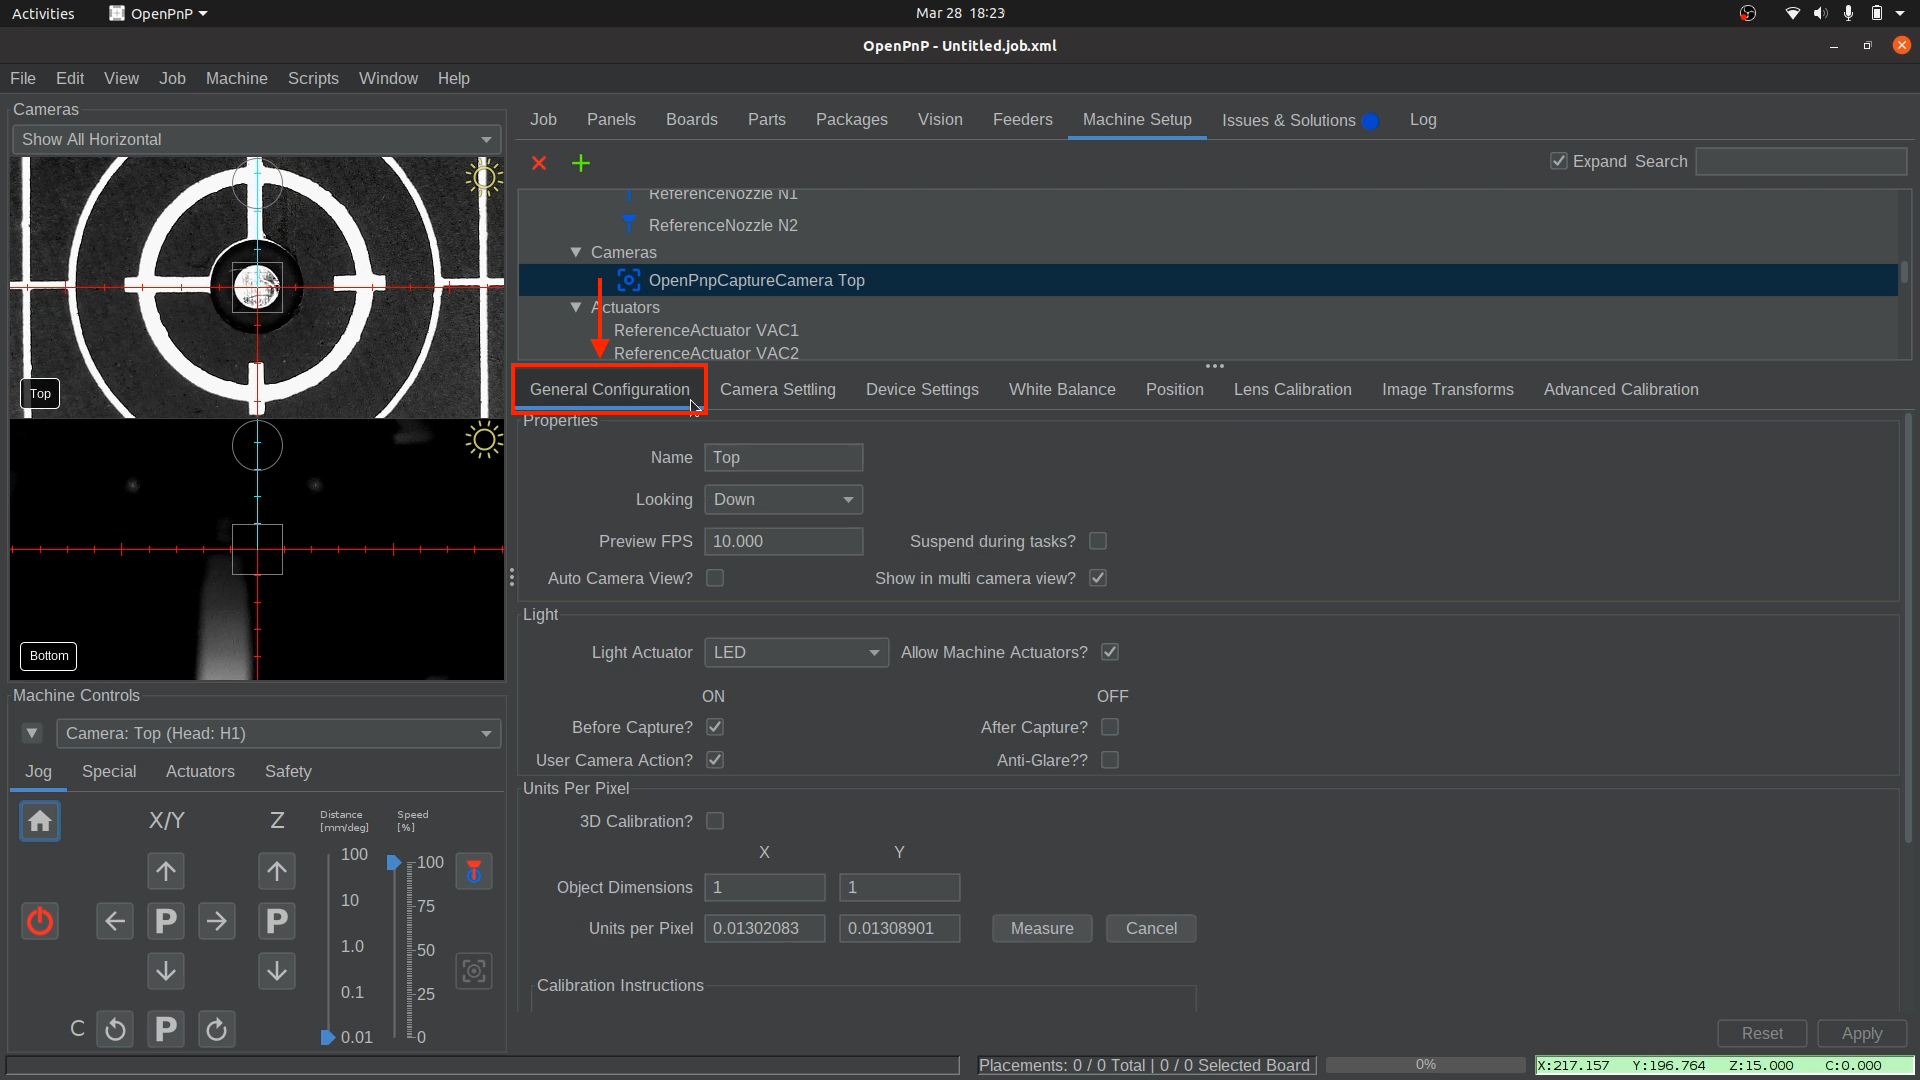 Activities
OpenPnP
Mar 28 18:23
OpenPnP - Untitled.job.xml
File Edit View Job Machine Scripts Window Help
Cameras
Show All Horizontal
Top
Bottom
Machine Controls
Camera: Top (Head: H1)
Jog Special Actuators Safety
X/Y Z Distance [mm/deg] Speed [%]
100
10
1.0
0.1
0.01
100
75
50
25
0
P P
C P
Job Panels Boards Parts Packages Vision Feeders Machine Setup Issues & Solutions Log
Expand Search
ReferenceNozzle N1
ReferenceNozzle N2
Cameras
OpenPnpCaptureCamera Top
Actuators
ReferenceActuator VAC1
ReferenceActuator VAC2
General Configuration Camera Settling Device Settings White Balance Position Lens Calibration Image Transforms Advanced Calibration
Properties
Name Top
Looking Down
Preview FPS 10.000 Suspend during tasks?
Auto Camera View? Show in multi camera view?
Light
Light Actuator LED Allow Machine Actuators?
ON OFF
Before Capture? After Capture?
User Camera Action? Anti-Glare??
Units Per Pixel
3D Calibration?
X Y
Object Dimensions 1 1
Units per Pixel 0.01302083 0.01308901 Measure Cancel
Calibration Instructions
Reset Apply
Placements: 0 / 0 Total | 0 / 0 Selected Board 0% X:217.157 Y:196.764 Z:15.000 C:0.000